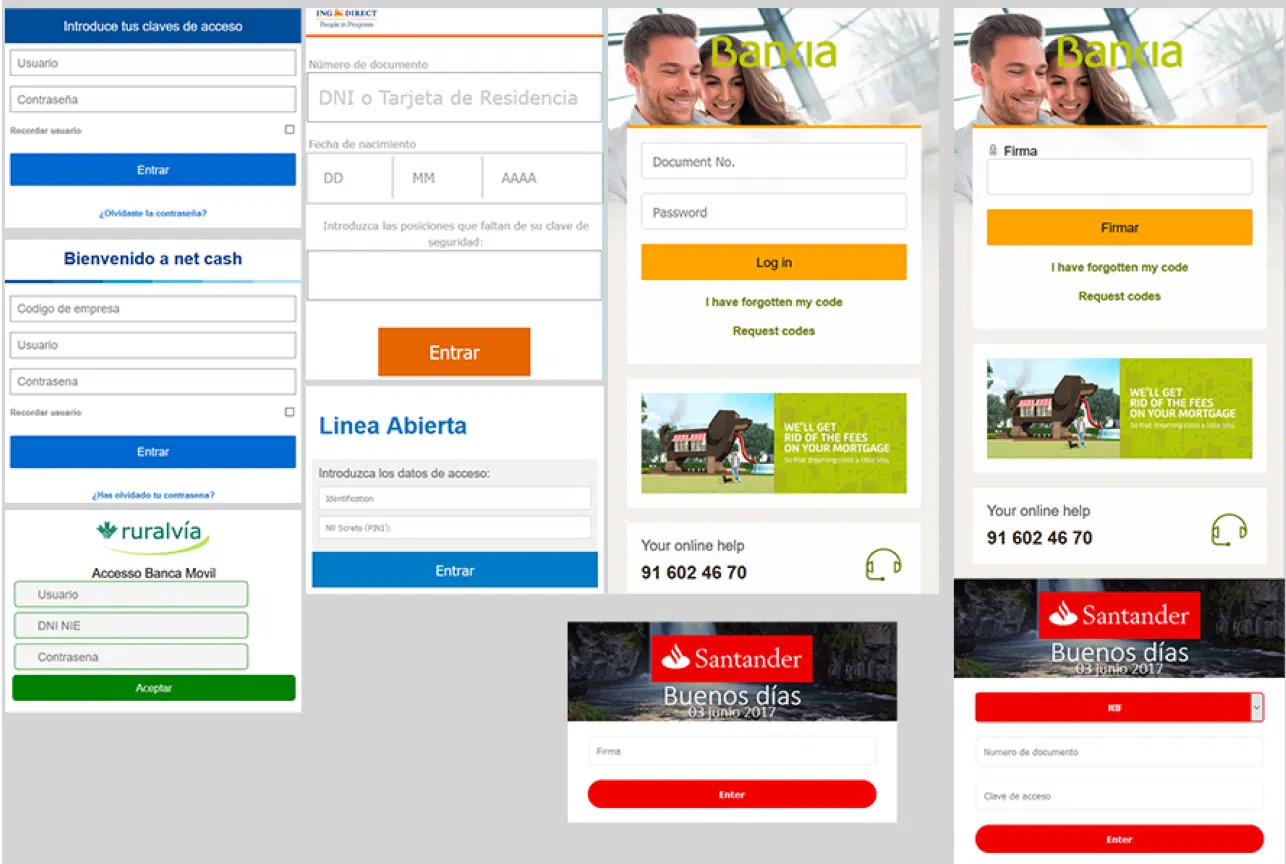 Introduce tus claves de acceso
Usuario
Contraseña
Recordar usuario
Entrar
¿Olvidaste la contraseña?
Bienvenido a net cash
Codigo de empresa
Usuario
Contrasena
Recordar usuario
Entrar
¿Has olvidado tu contrasena?
ruralvía
Accesso Banca Movil
Usuario
DNI NIE
Contrasena
Aceptar
ING DIRECT
People in Progress
Número de documento
DNI o Tarjeta de Residencia
Fecha de nacimiento
DD MM AAAA
Introduzca las posiciones que faltan de su clave de
seguridad:
Entrar
Linea Abierta
Introduzca los datos de acceso:
Identification
Nº Screto (PIN1):
Entrar
Bankia
Document No.
Password
Log in
I have forgotten my code
Request codes
WE'LL GET
RID OF THE FEES
ON YOUR MORTGAGE
So that dreaming costs a little less.
Your online help
91 602 46 70
Santander
Buenos días
03 junio 2017
Firma
Enter
Bankia
Firma
Firmar
I have forgotten my code
Request codes
WE'LL GET
RID OF THE FEES
ON YOUR MORTGAGE
So that dreaming costs a little less.
Your online help
91 602 46 70
Santander
Buenos días
03 junio 2017
NIF
Numero de documento
Clave de acceso
Enter